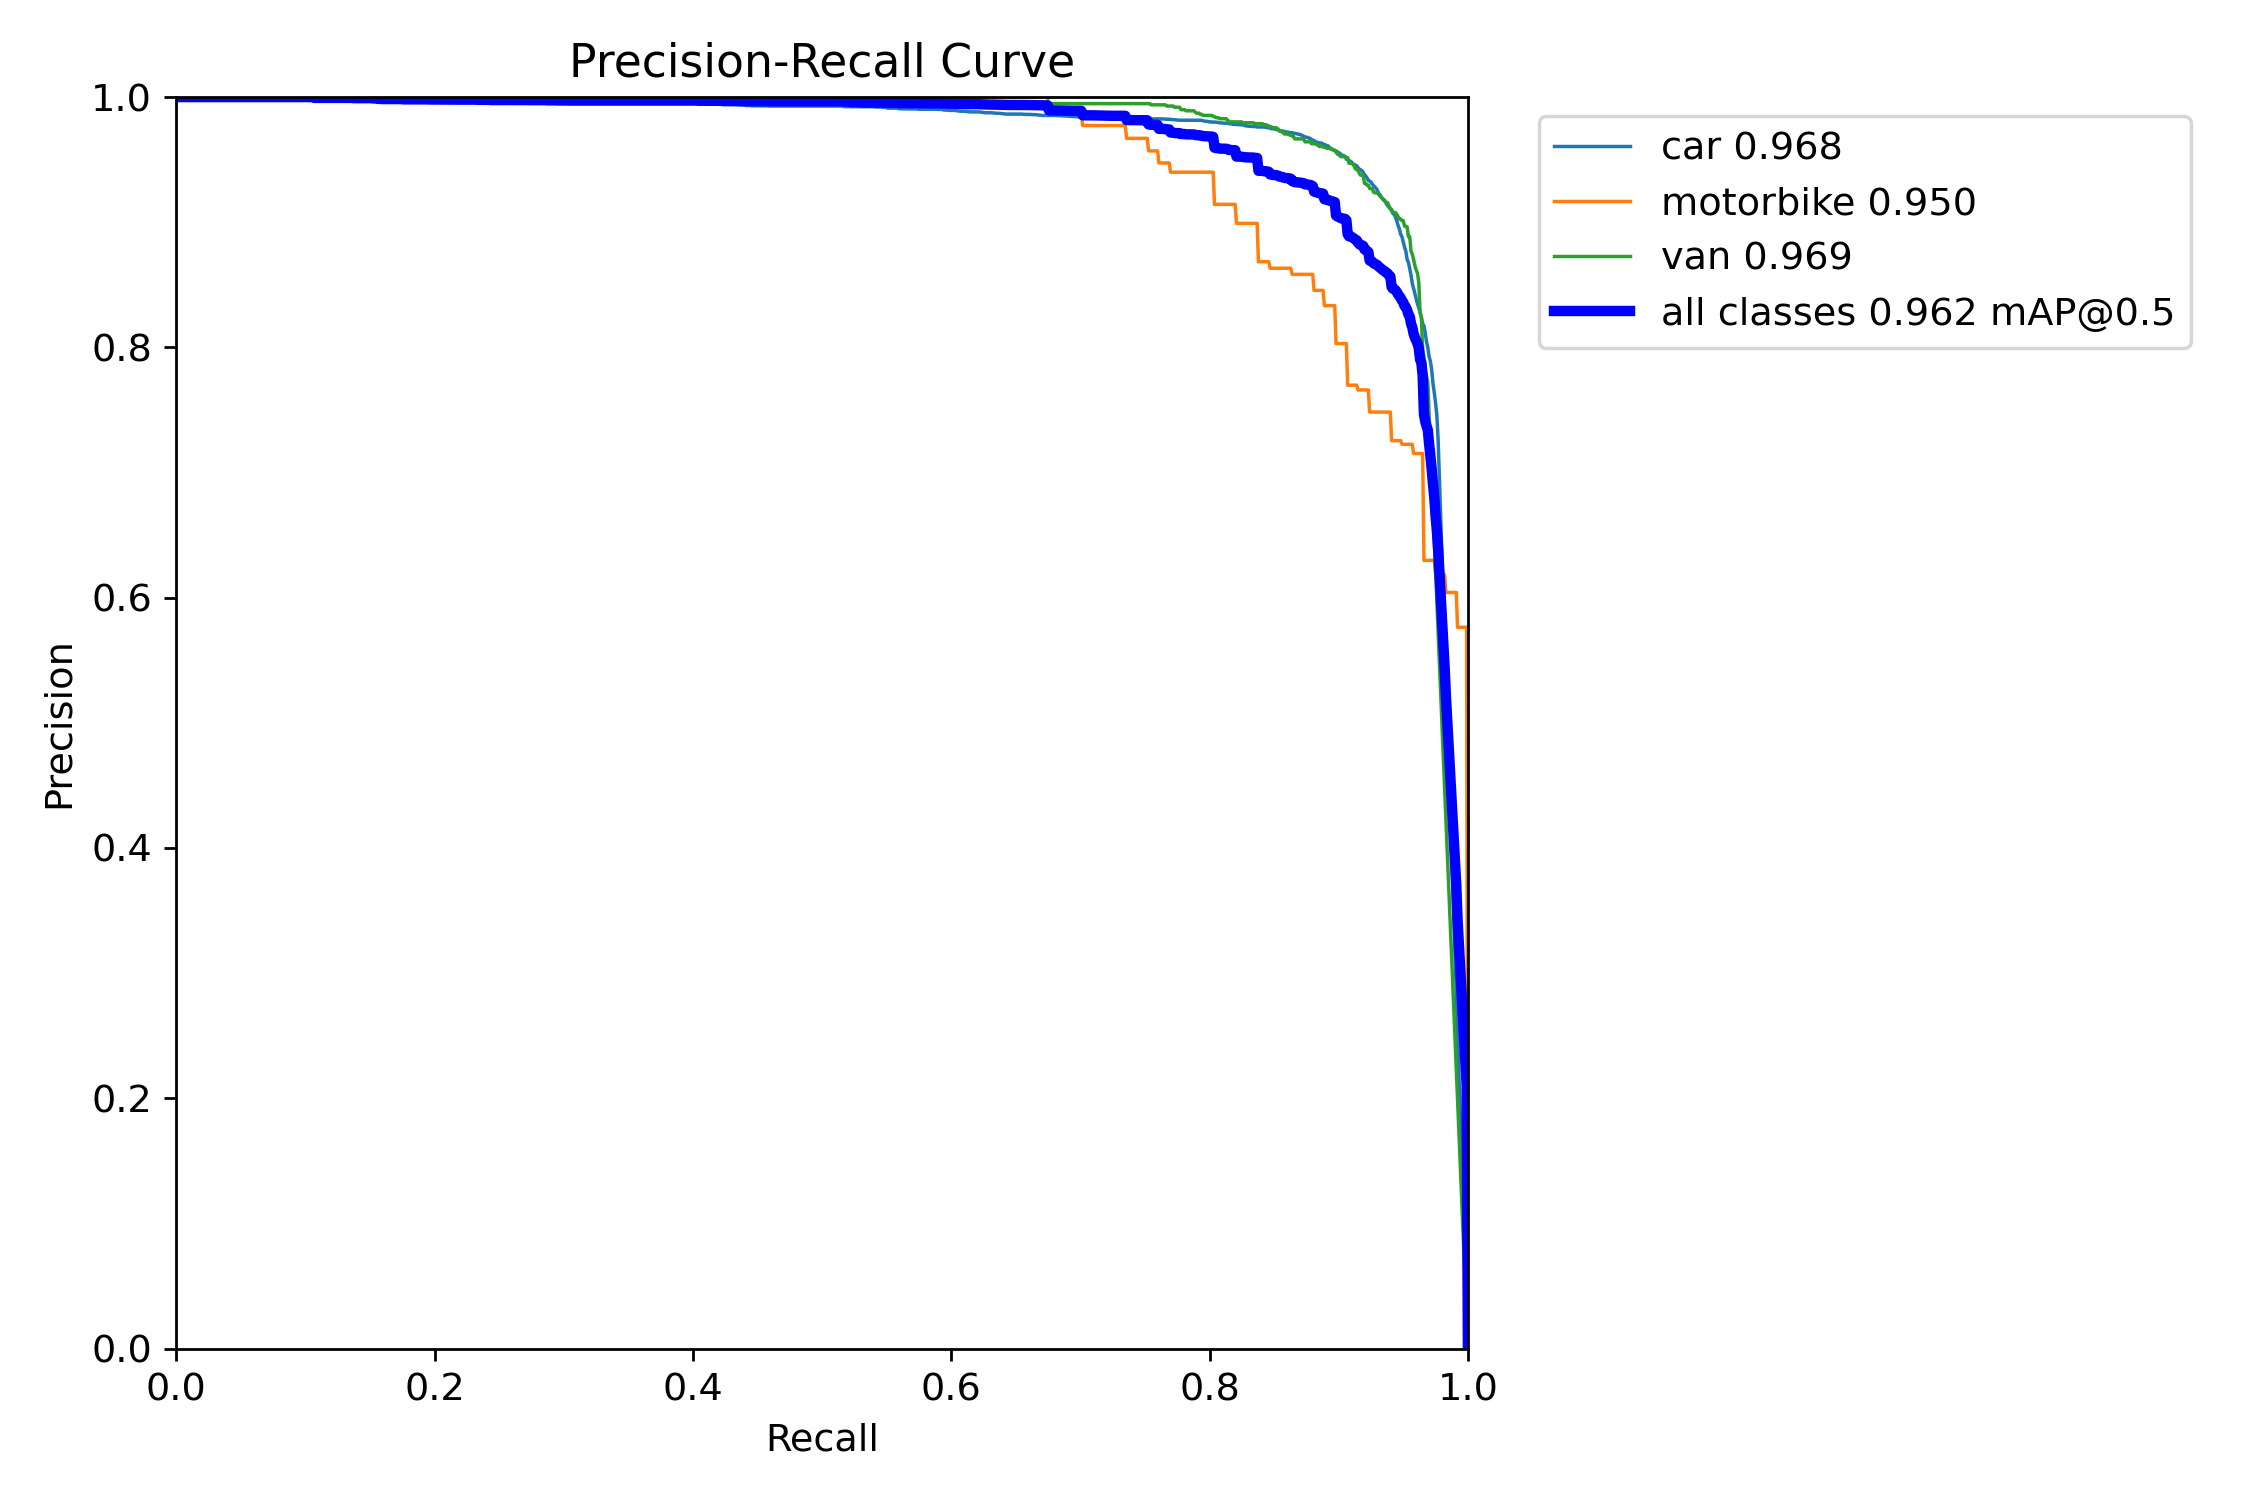 Precision-Recall Curve
1.0
0.8
0.6
0.4
0.2
0.0
Precision
0.0 0.2 0.4 0.6 0.8 1.0
Recall
car 0.968
motorbike 0.950
van 0.969
all classes 0.962 mAP@0.5